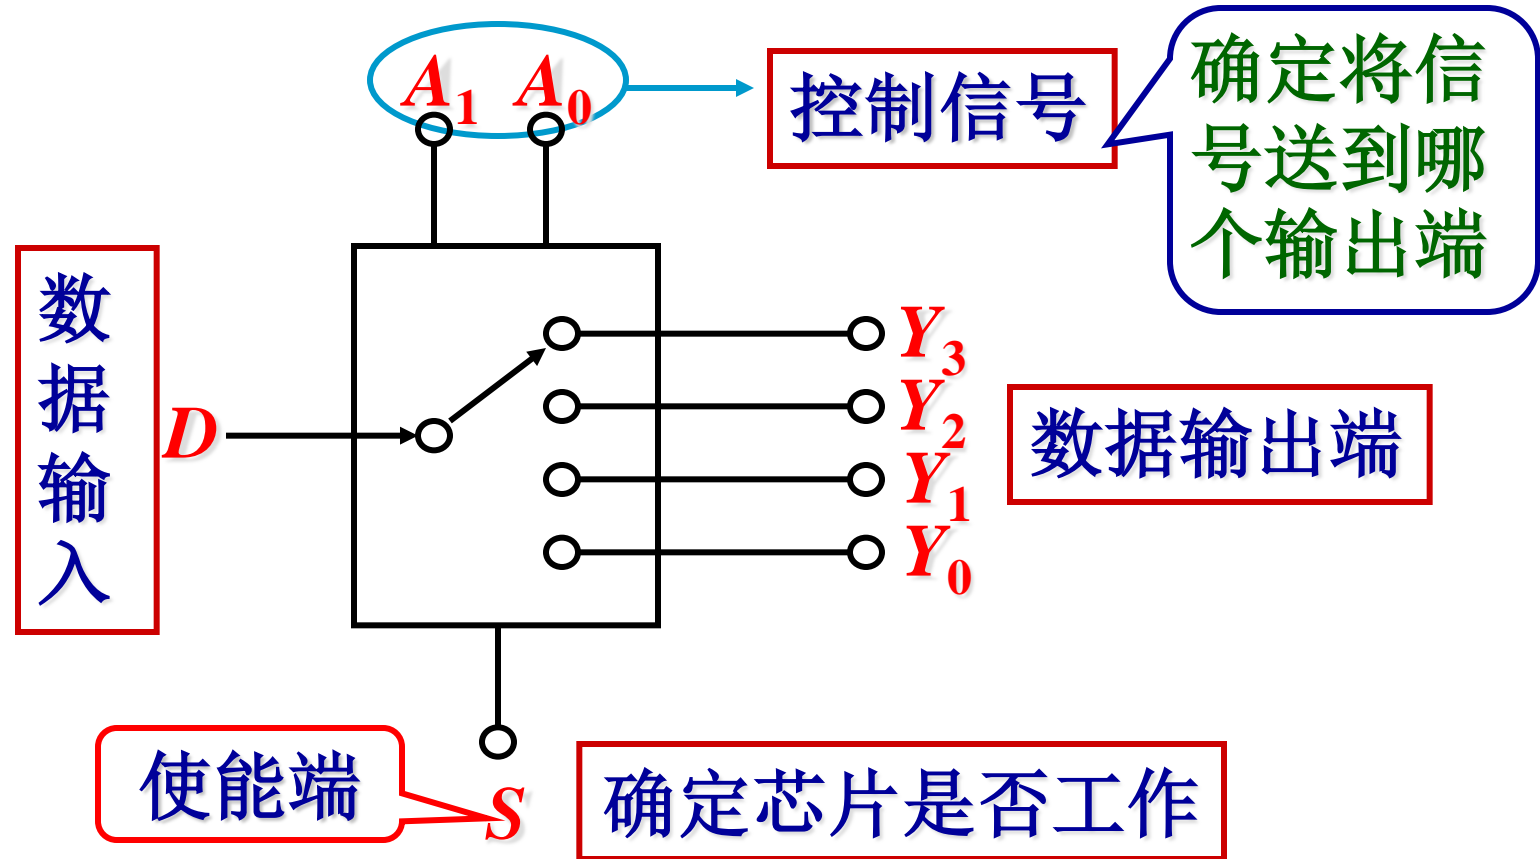 A₁ A₀
控制信号
确定将信
号送到哪
个输出端
数
据
输
入
D
Y₃
Y₂
Y₁
Y₀
数据输出端
使能端
S
确定芯片是否工作